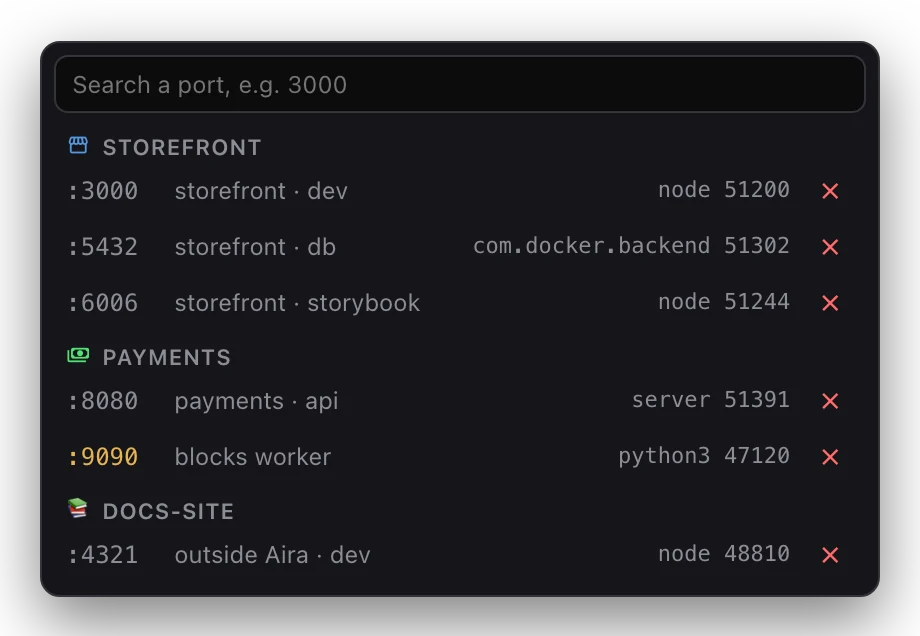 Search a port, e.g. 3000
STOREFRONT
:3000 storefront · dev node 51200 ×
:5432 storefront · db com.docker.backend 51302 ×
:6006 storefront · storybook node 51244 ×
PAYMENTS
:8080 payments · api server 51391 ×
:9090 blocks worker python3 47120 ×
DOCS-SITE
:4321 outside Aira · dev node 48810 ×